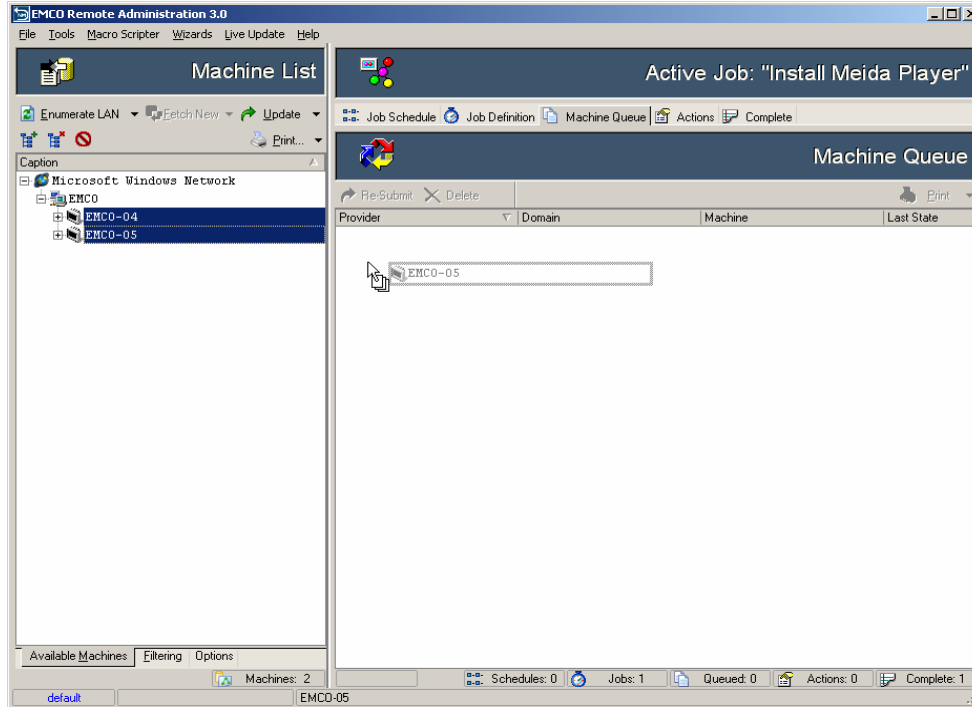 EMCO Remote Administration 3.0
File Tools Macro Scripter Wizards Live Update Help
Machine List
Active Job: "Install Meida Player"
Enumerate LAN Fetch New Update
Job Schedule Job Definition Machine Queue Actions Complete
Print...
Machine Queue
Caption
Re-Submit Delete Print
Provider Domain Machine Last State
Microsoft Windows Network
EMCO
EMCO-04
EMCO-05
EMCO-05
Available Machines Filtering Options
Machines: 2
Schedules: 0 Jobs: 1 Queued: 0 Actions: 0 Complete: 1
default EMCO-05